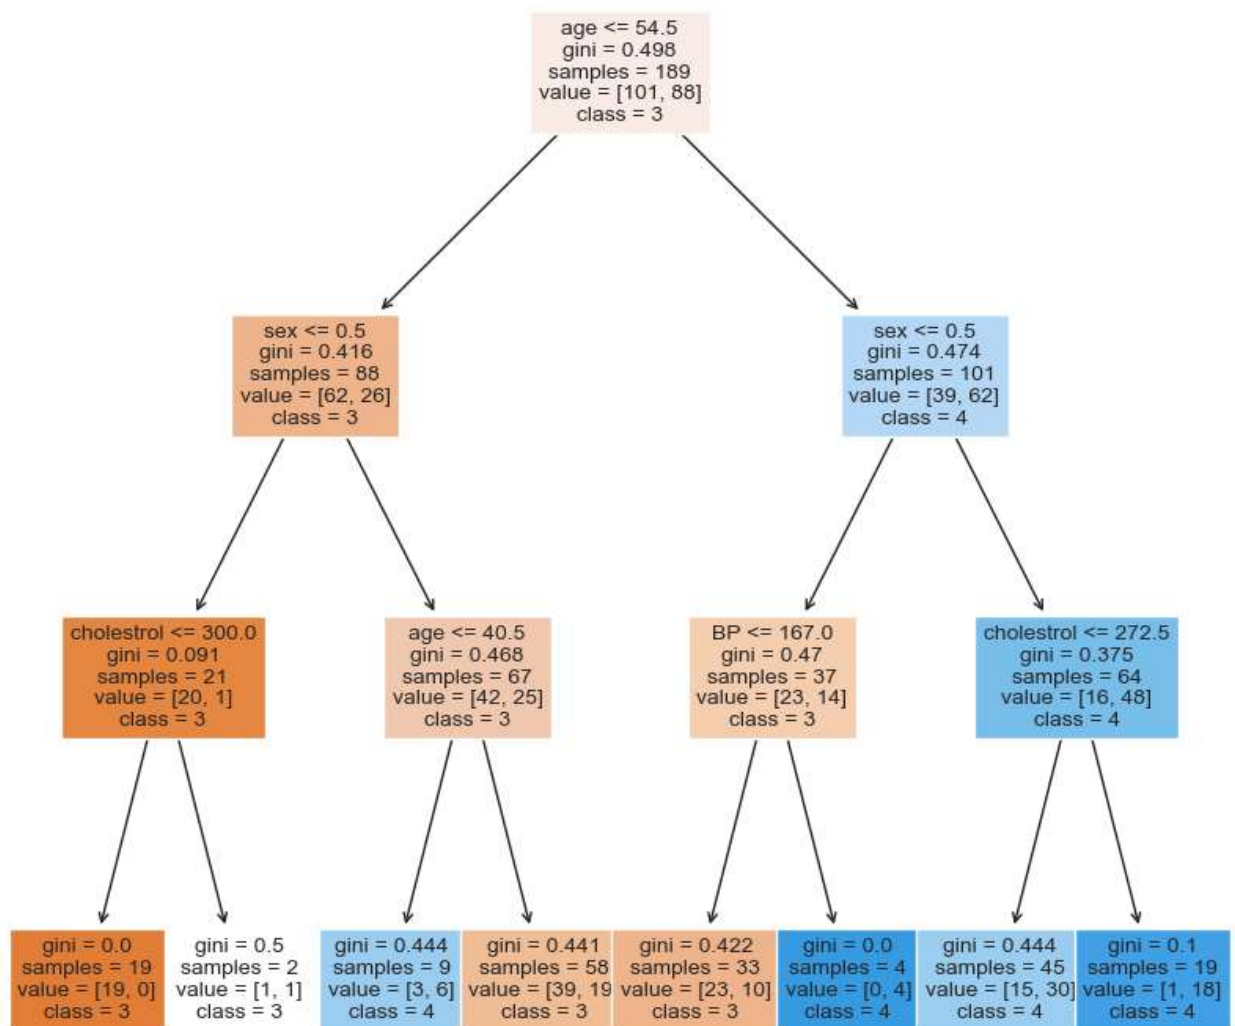 age <= 54.5
gini = 0.498
samples = 189
value = [101, 88]
class = 3
sex <= 0.5
gini = 0.416
samples = 88
value = [62, 26]
class = 3
sex <= 0.5
gini = 0.474
samples = 101
value = [39, 62]
class = 4
cholestrol <= 300.0
gini = 0.091
samples = 21
value = [20, 1]
class = 3
age <= 40.5
gini = 0.468
samples = 67
value = [42, 25]
class = 3
BP <= 167.0
gini = 0.47
samples = 37
value = [23, 14]
class = 3
cholestrol <= 272.5
gini = 0.375
samples = 64
value = [16, 48]
class = 4
gini = 0.0
samples = 19
value = [19, 0]
class = 3
gini = 0.5
samples = 2
value = [1, 1]
class = 3
gini = 0.444
samples = 9
value = [3, 6]
class = 4
gini = 0.441
samples = 58
value = [39, 19
class = 3
gini = 0.422
samples = 33
value = [23, 10]
class = 3
gini = 0.0
samples = 4
value = [0, 4]
class = 4
gini = 0.444
samples = 45
value = [15, 30]
class = 4
gini = 0.1
samples = 19
value = [1, 18]
class = 4